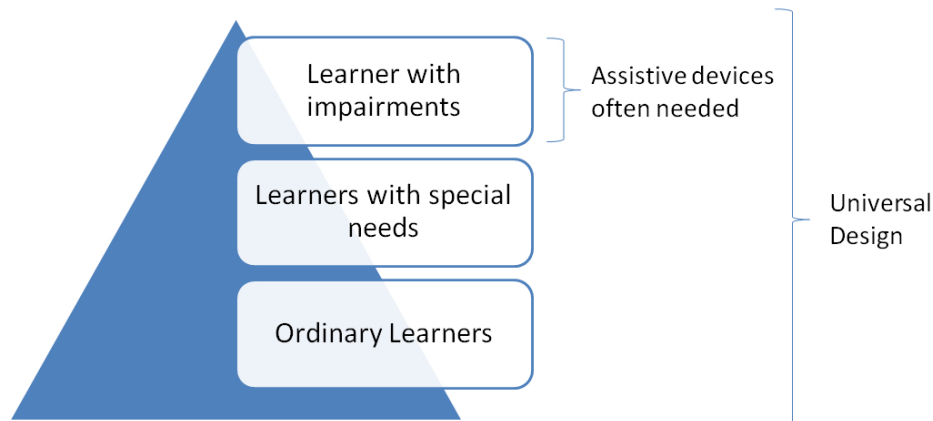 Learner with
impairments
Assistive devices
often needed
Learners with special
needs
Universal
Design
Ordinary Learners